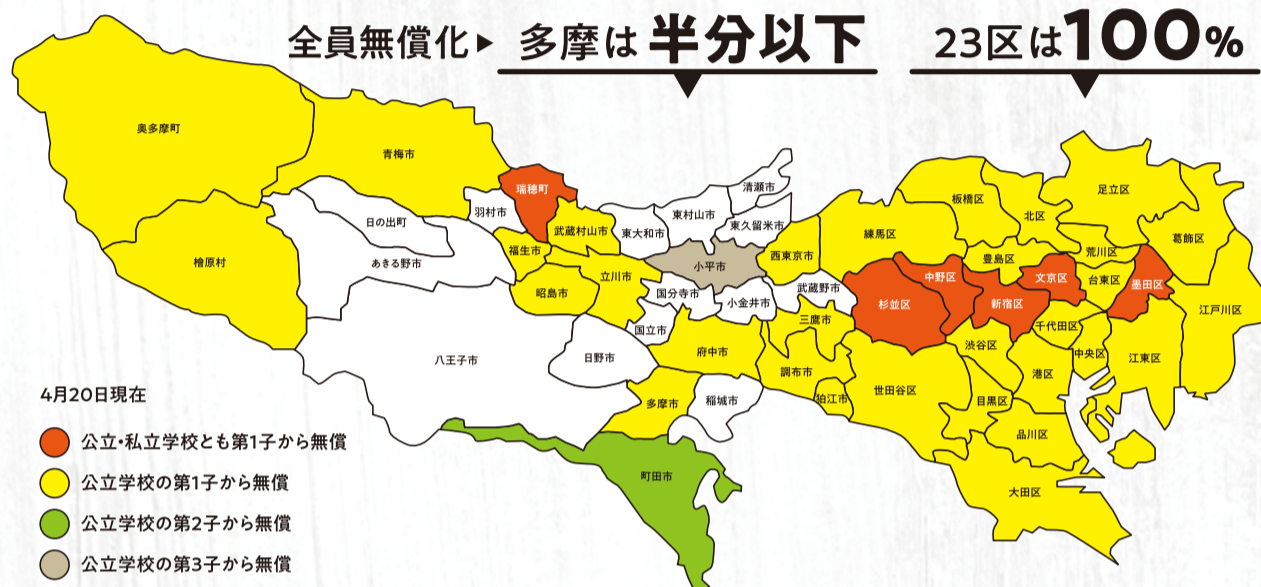 全員無償化▶ 多摩は半分以下 23区は100%
奥多摩町
青梅市
瑞穂町
羽村市
日の出町
あきる野市
檜原村
福生市
武蔵村山市
昭島市
立川市
東大和市
東村山市
清瀬市
東久留米市
小平市
西東京市
国分寺市
小金井市
武蔵野市
国立市
三鷹市
八王子市
日野市
府中市
調布市
狛江市
多摩市
稲城市
町田市
練馬区
板橋区
北区
足立区
葛飾区
荒川区
豊島区
文京区
台東区
墨田区
江戸川区
杉並区
中野区
新宿区
千代田区
渋谷区
中央区
江東区
港区
世田谷区
目黒区
品川区
大田区
4月20日現在
公立・私立学校とも第1子から無償
公立学校の第1子から無償
公立学校の第2子から無償
公立学校の第3子から無償